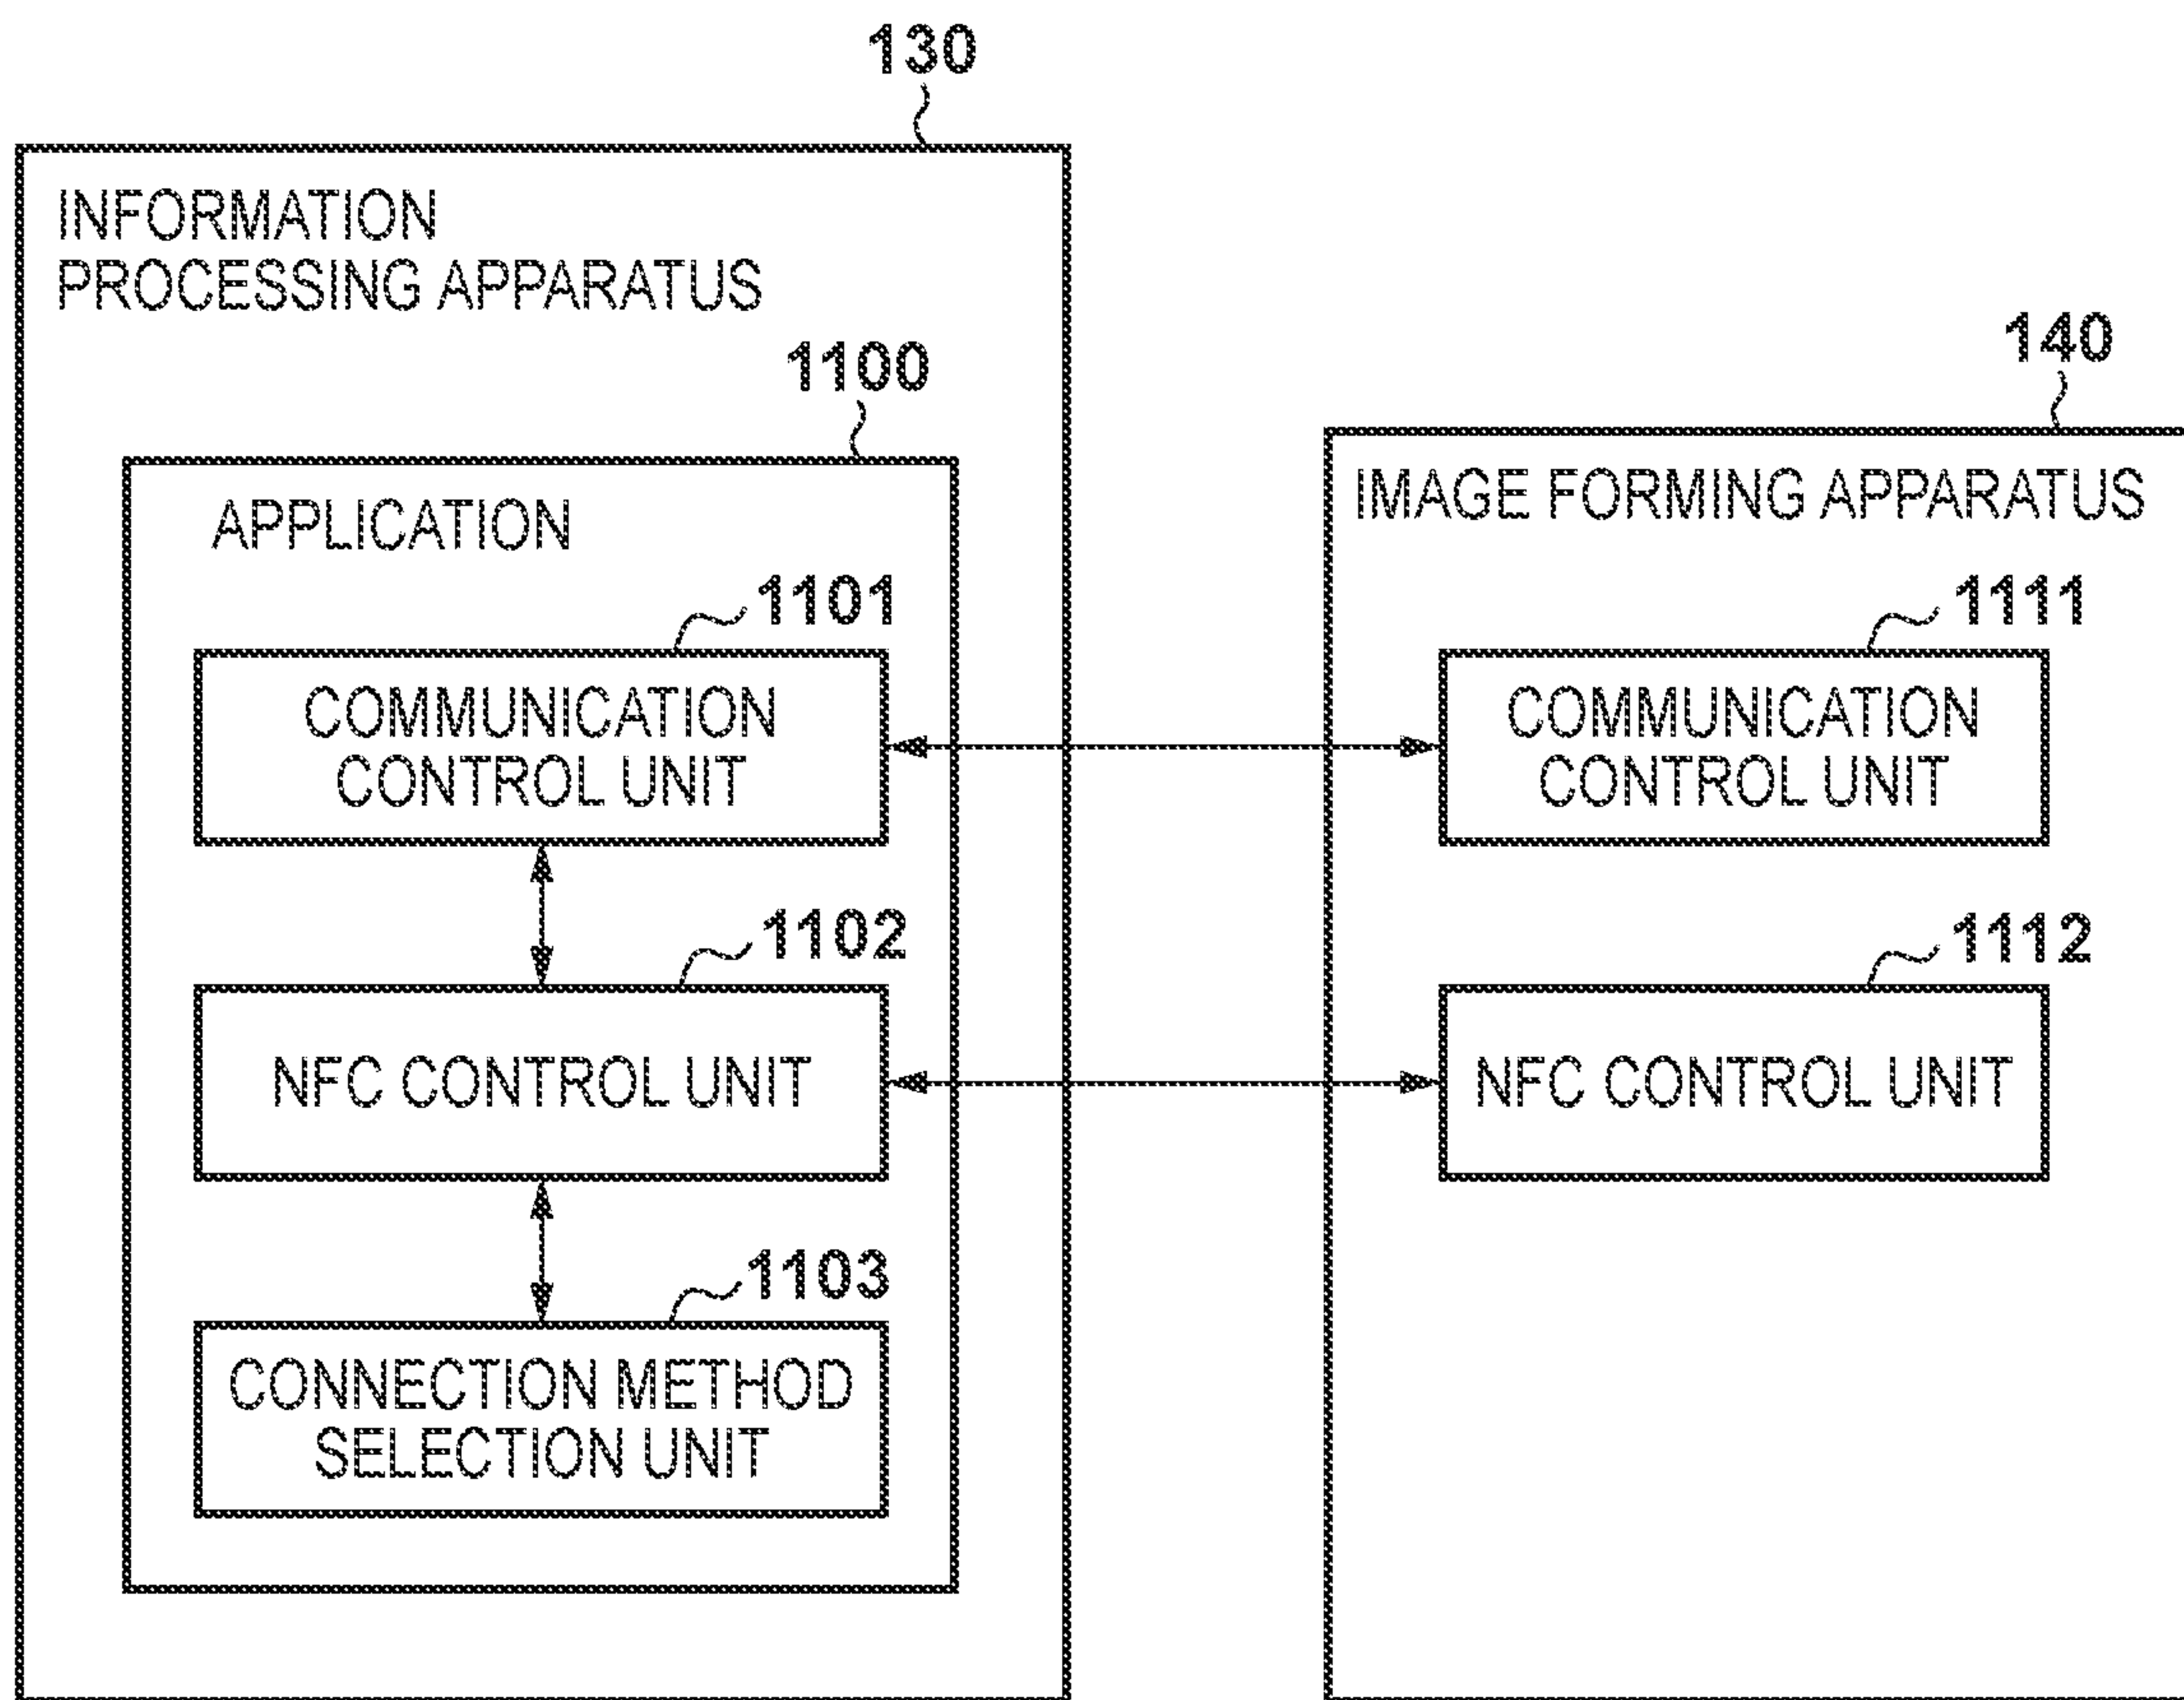 130
INFORMATION
PROCESSING APPARATUS
1100
APPLICATION
1101
COMMUNICATION
CONTROL UNIT
1102
NFC CONTROL UNIT
1103
CONNECTION METHOD
SELECTION UNIT
140
IMAGE FORMING APPARATUS
1111
COMMUNICATION
CONTROL UNIT
1112
NFC CONTROL UNIT